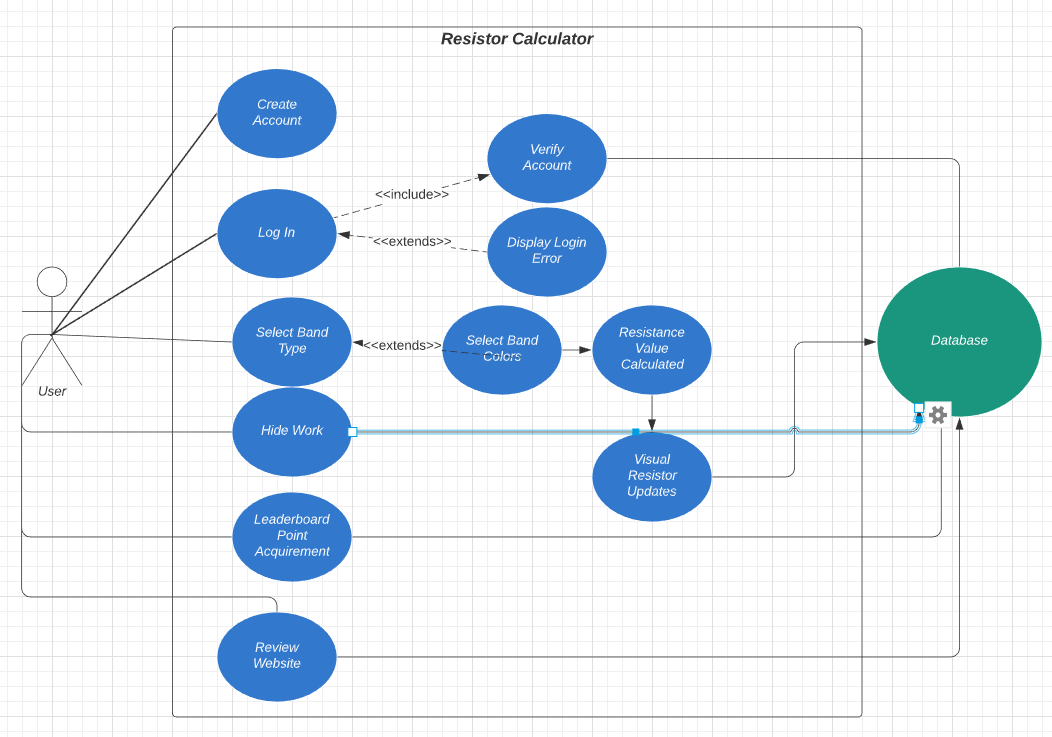 Resistor Calculator
Create
Account
Verify
Account
<<include>>
Log In
<<extends>>
Display Login
Error
Select Band
Type
<<extends>>
Select Band
Colors
Resistance
Value
Calculated
Database
User
Hide Work
Visual
Resistor
Updates
Leaderboard
Point
Acquirement
Review
Website